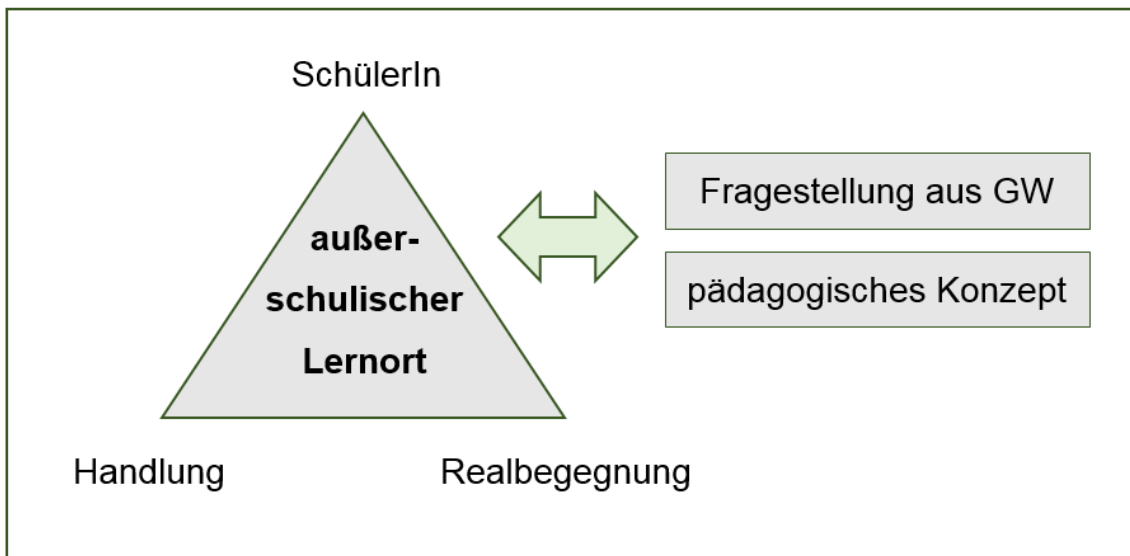 SchülerIn
außer-
schulischer
Lernort
Handlung
Realbegegnung
Fragestellung aus GW
pädagogisches Konzept